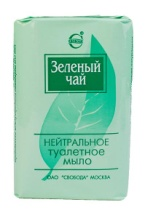 Зеленый
чай
НЕЙТРАЛЬНОЕ
туалетное
мыло
ОАО "СВОБОДА" МОСКВА